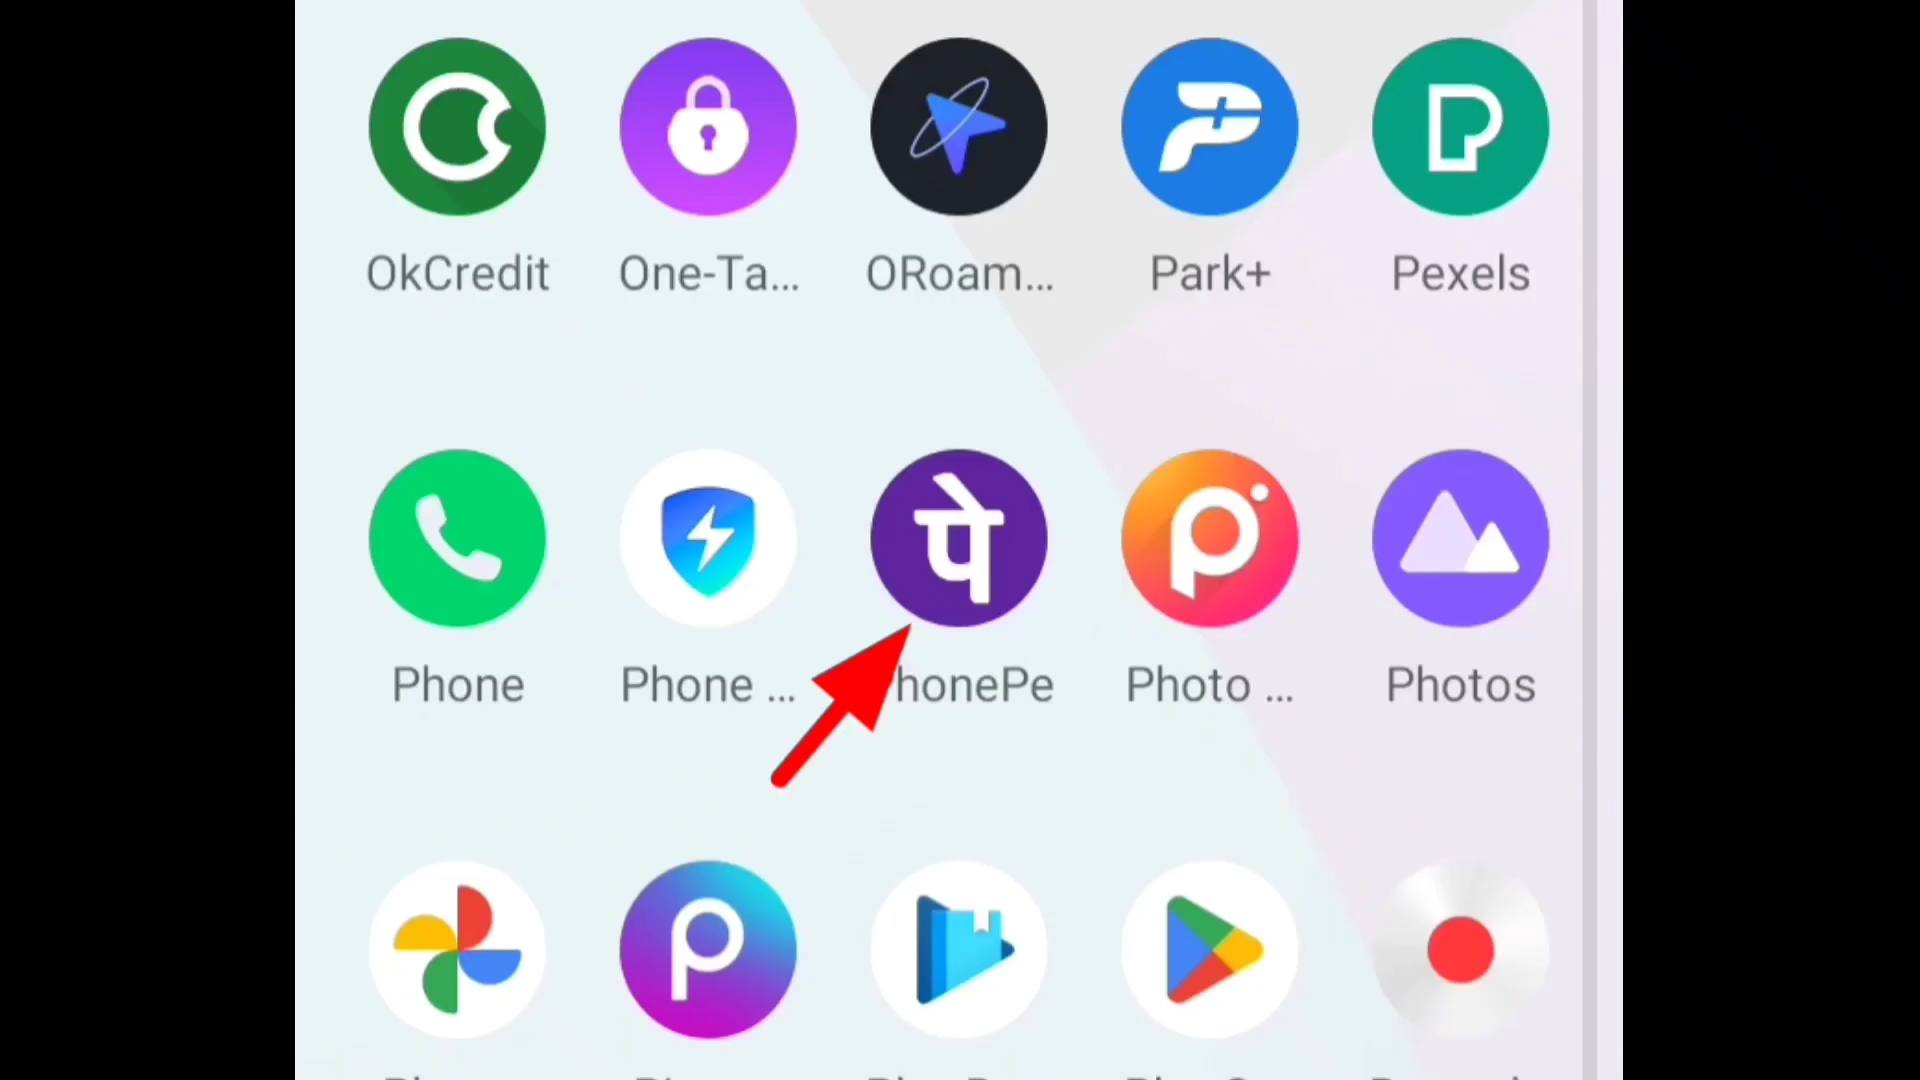 OkCredit One-Ta... ORoam... Park+ Pexels
पे
Phone Phone ... honePe Photo ... Photos